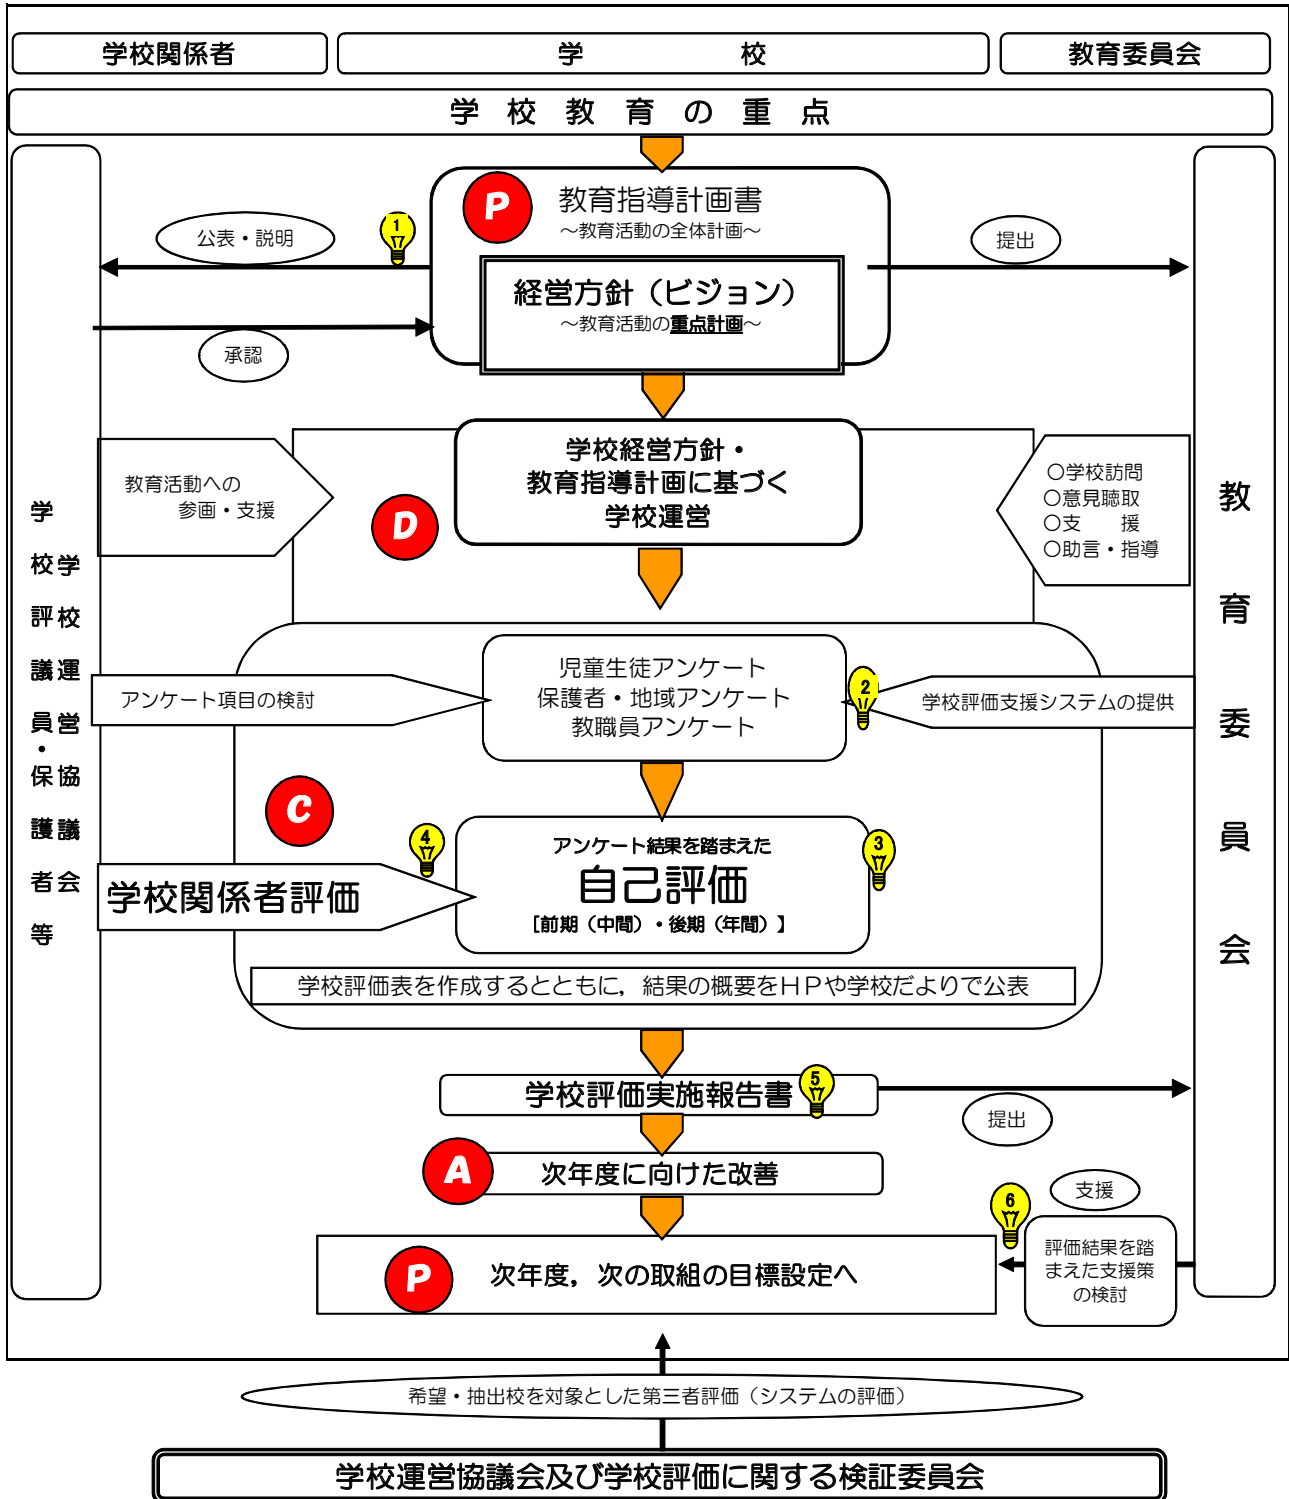 学校関係者
学　　　校
教育委員会
学校教育の重点
P
教育指導計画書
～教育活動の全体計画～
公表・説明
1
提出
経営方針（ビジョン）
～教育活動の重点計画～
承認
学校経営方針・
教育指導計画に基づく
学校運営
D
教育活動への
参画・支援
○学校訪問
○意見聴取
○支　　援
○助言・指導
学校運営協議会
学校評議員・保護者等
教育委員会
児童生徒アンケート
保護者・地域アンケート
教職員アンケート
2
アンケート項目の検討
学校評価支援システムの提供
C
4
3
アンケート結果を踏まえた
自己評価
［前期（中間）・後期（年間）】
学校関係者評価
学校評価表を作成するとともに，結果の概要をＨＰや学校だよりで公表
学校評価実施報告書
5
提出
A
次年度に向けた改善
6
支援
評価結果を踏
まえた支援策
の検討
P
次年度，次の取組の目標設定へ
希望・抽出校を対象とした第三者評価（システムの評価）
学校運営協議会及び学校評価に関する検証委員会